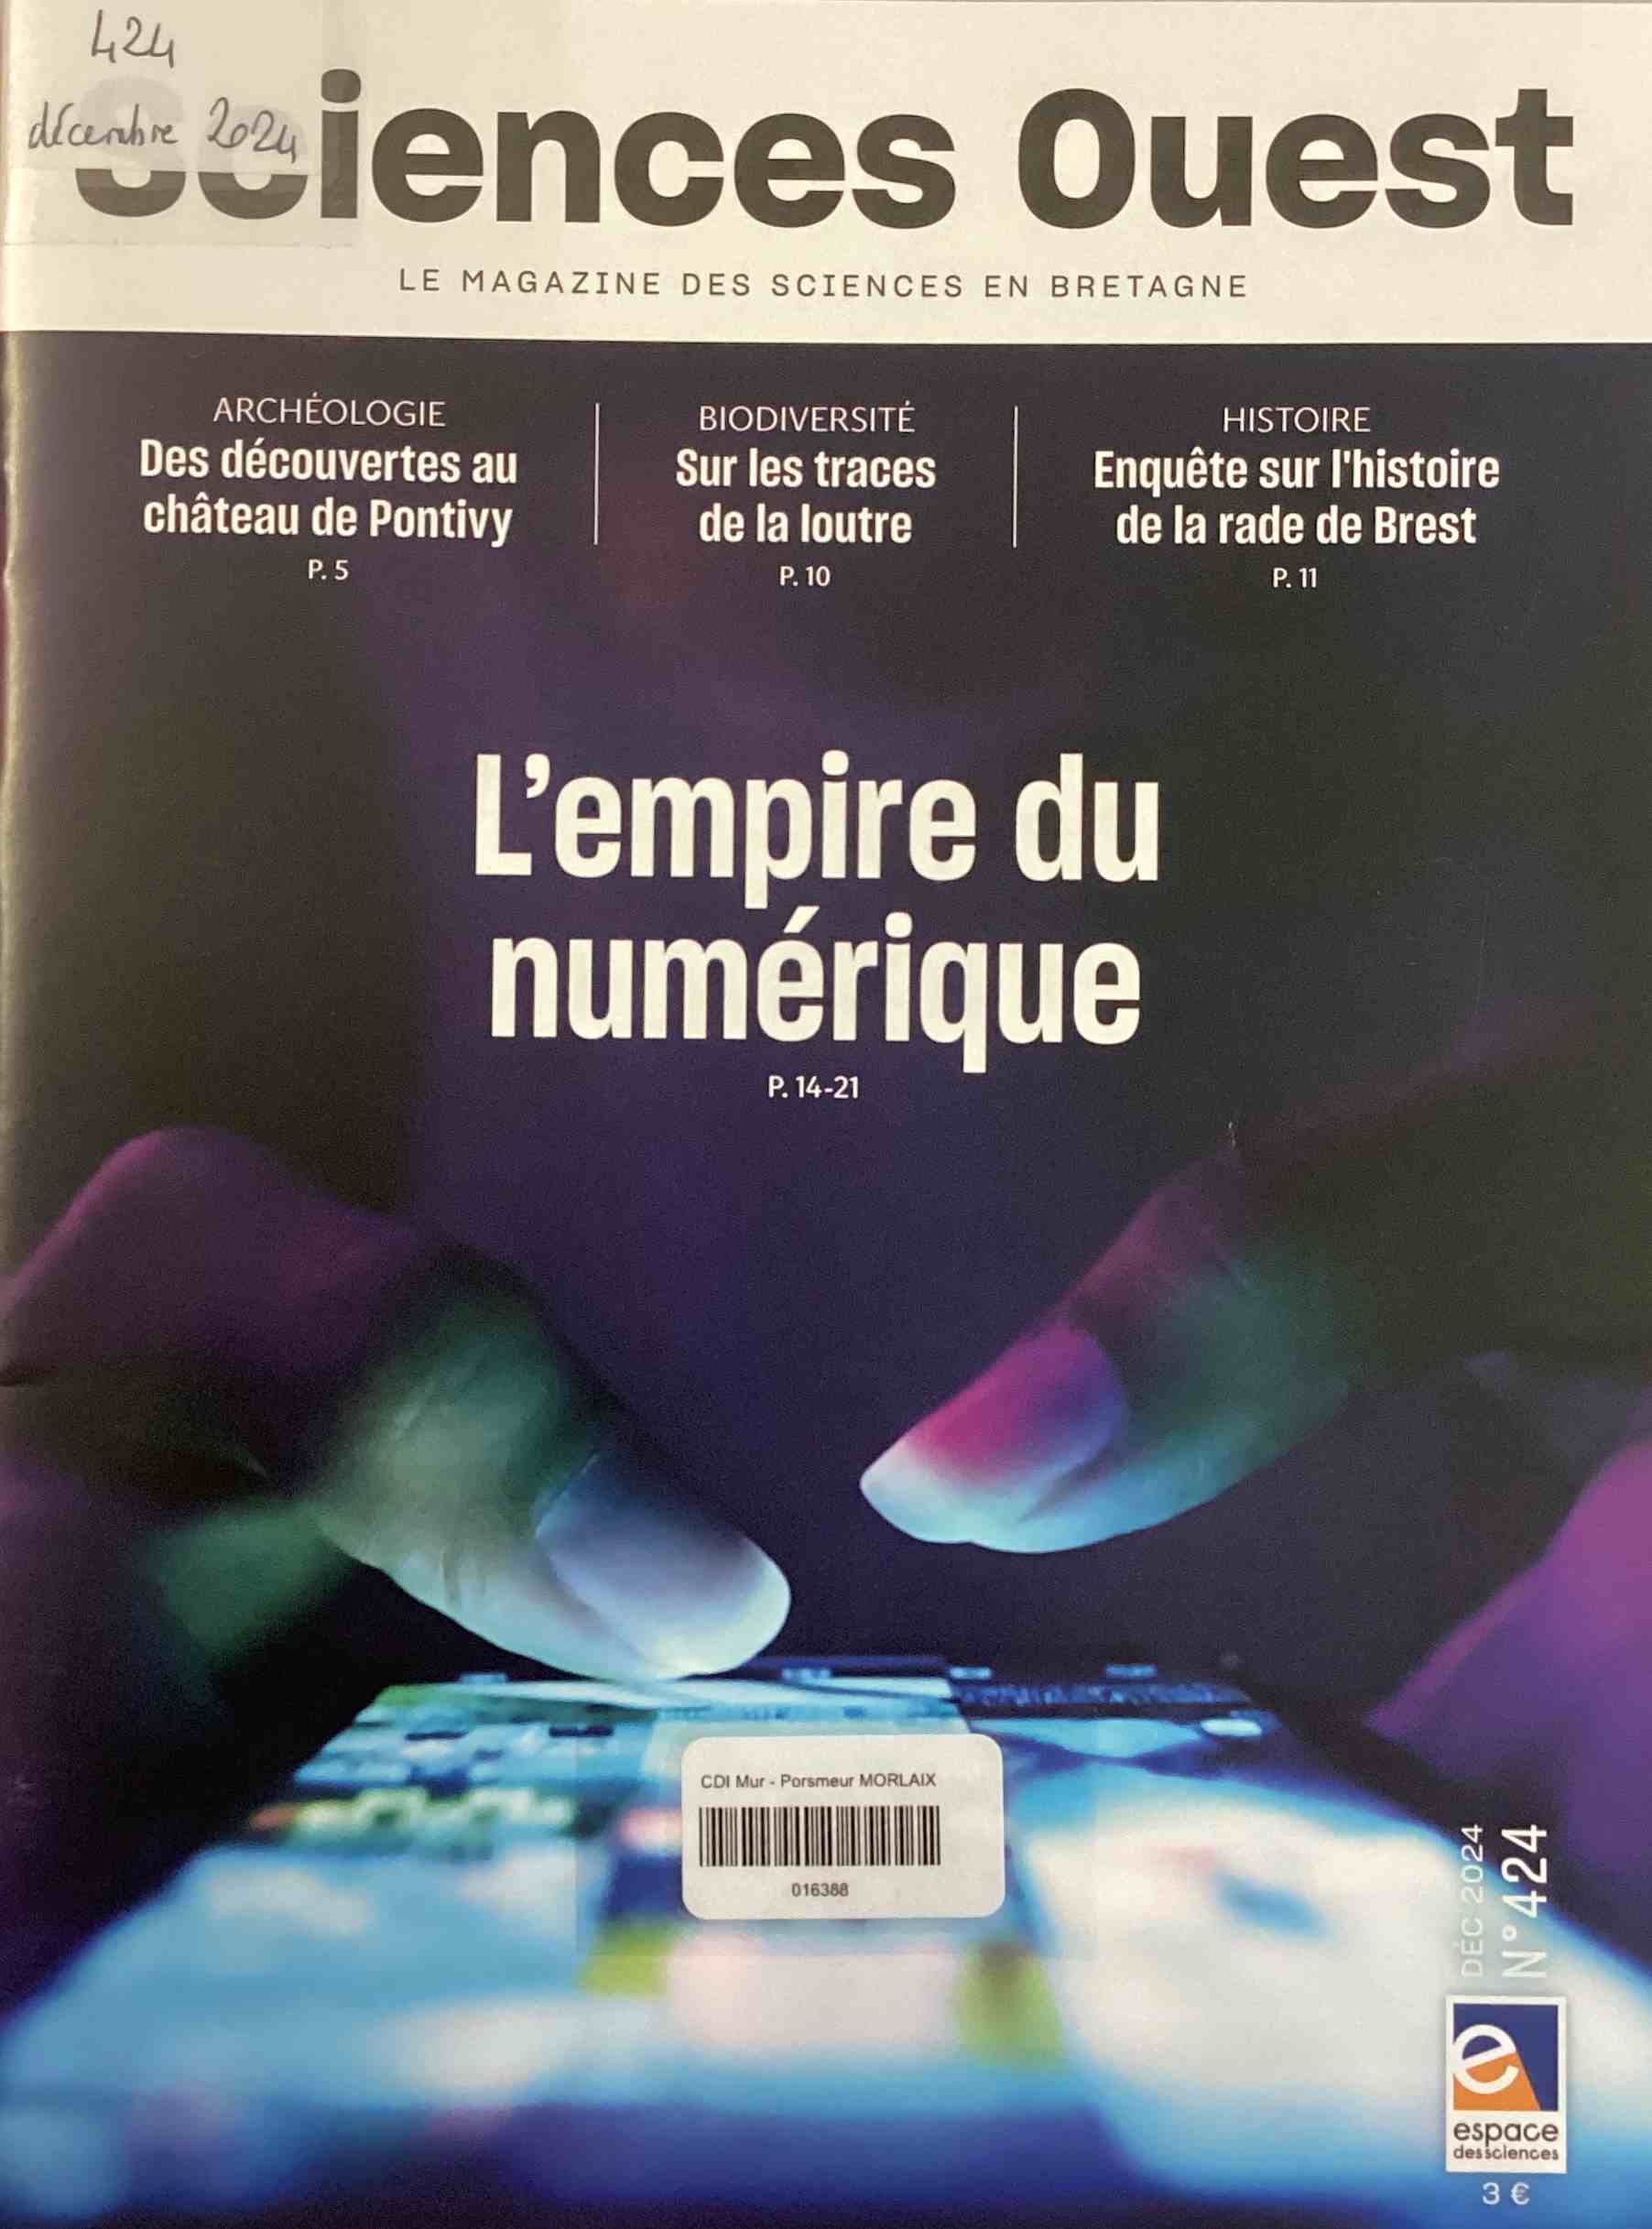 424
décembre 2024
Sciences Ouest
LE MAGAZINE DES SCIENCES EN BRETAGNE
ARCHÉOLOGIE
Des découvertes au
château de Pontivy
P. 5
BIODIVERSITÉ
Sur les traces
de la loutre
P. 10
HISTOIRE
Enquête sur l'histoire
de la rade de Brest
P. 11
L'empire du
numérique
P. 14-21
CDI Mur - Porsmeur MORLAIX
016388
DÉC 2024
N° 424
e
espace
des sciences
3 €